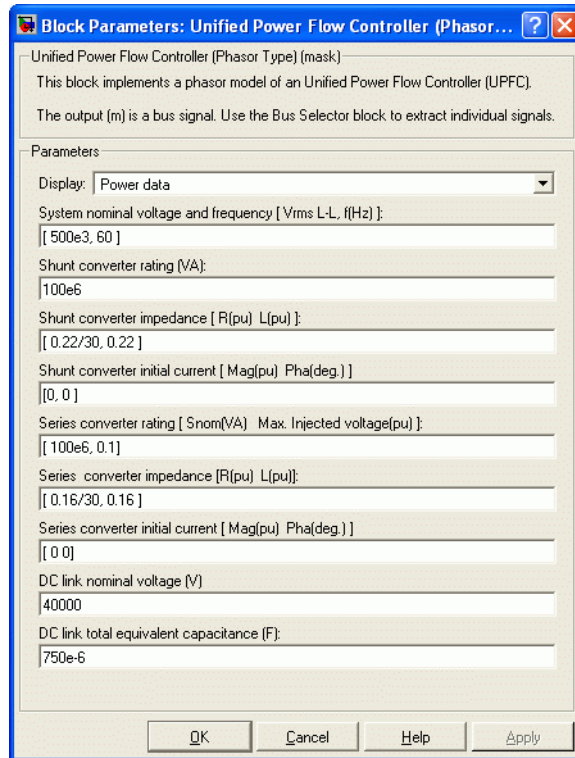 Block Parameters: Unified Power Flow Controller (Phasor...
Unified Power Flow Controller (Phasor Type) (mask)
This block implements a phasor model of an Unified Power Flow Controller (UPFC).
The output (m) is a bus signal. Use the Bus Selector block to extract individual signals.
Parameters
Display: Power data
System nominal voltage and frequency [ Vrms L-L, f(Hz) ]:
[ 500e3, 60 ]
Shunt converter rating (VA):
100e6
Shunt converter impedance [ R(pu) L(pu) ]:
[ 0.22/30, 0.22 ]
Shunt converter initial current [ Mag(pu) Pha(deg.) ]
[0, 0 ]
Series converter rating [ Snom(VA) Max. Injected voltage(pu) ]:
[ 100e6, 0.1]
Series converter impedance [R(pu) L(pu)]:
[ 0.16/30, 0.16 ]
Series converter initial current [ Mag(pu) Pha(deg.) ]
[ 0 0]
DC link nominal voltage (V)
40000
DC link total equivalent capacitance (F):
750e-6
OK Cancel Help Apply